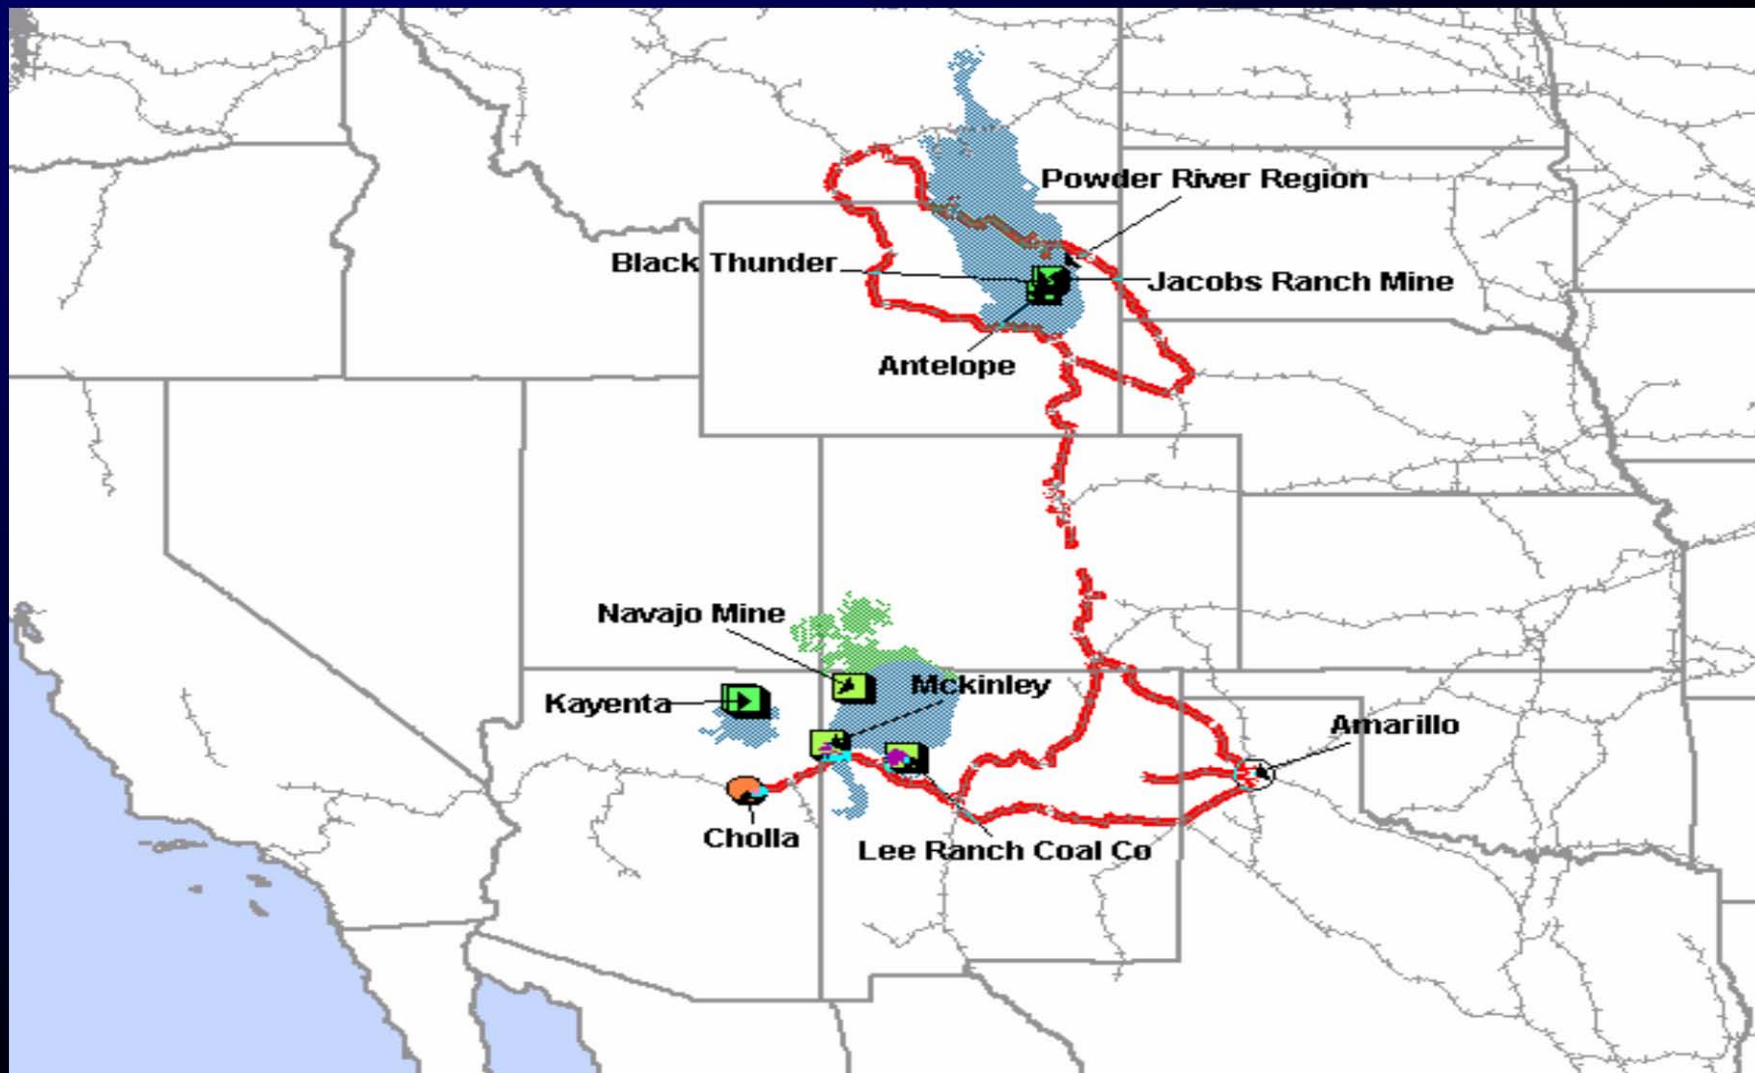 Powder River Region
Black Thunder
Jacobs Ranch Mine
Antelope
Navajo Mine
Mckinley
Kayenta
Amarillo
Cholla
Lee Ranch Coal Co